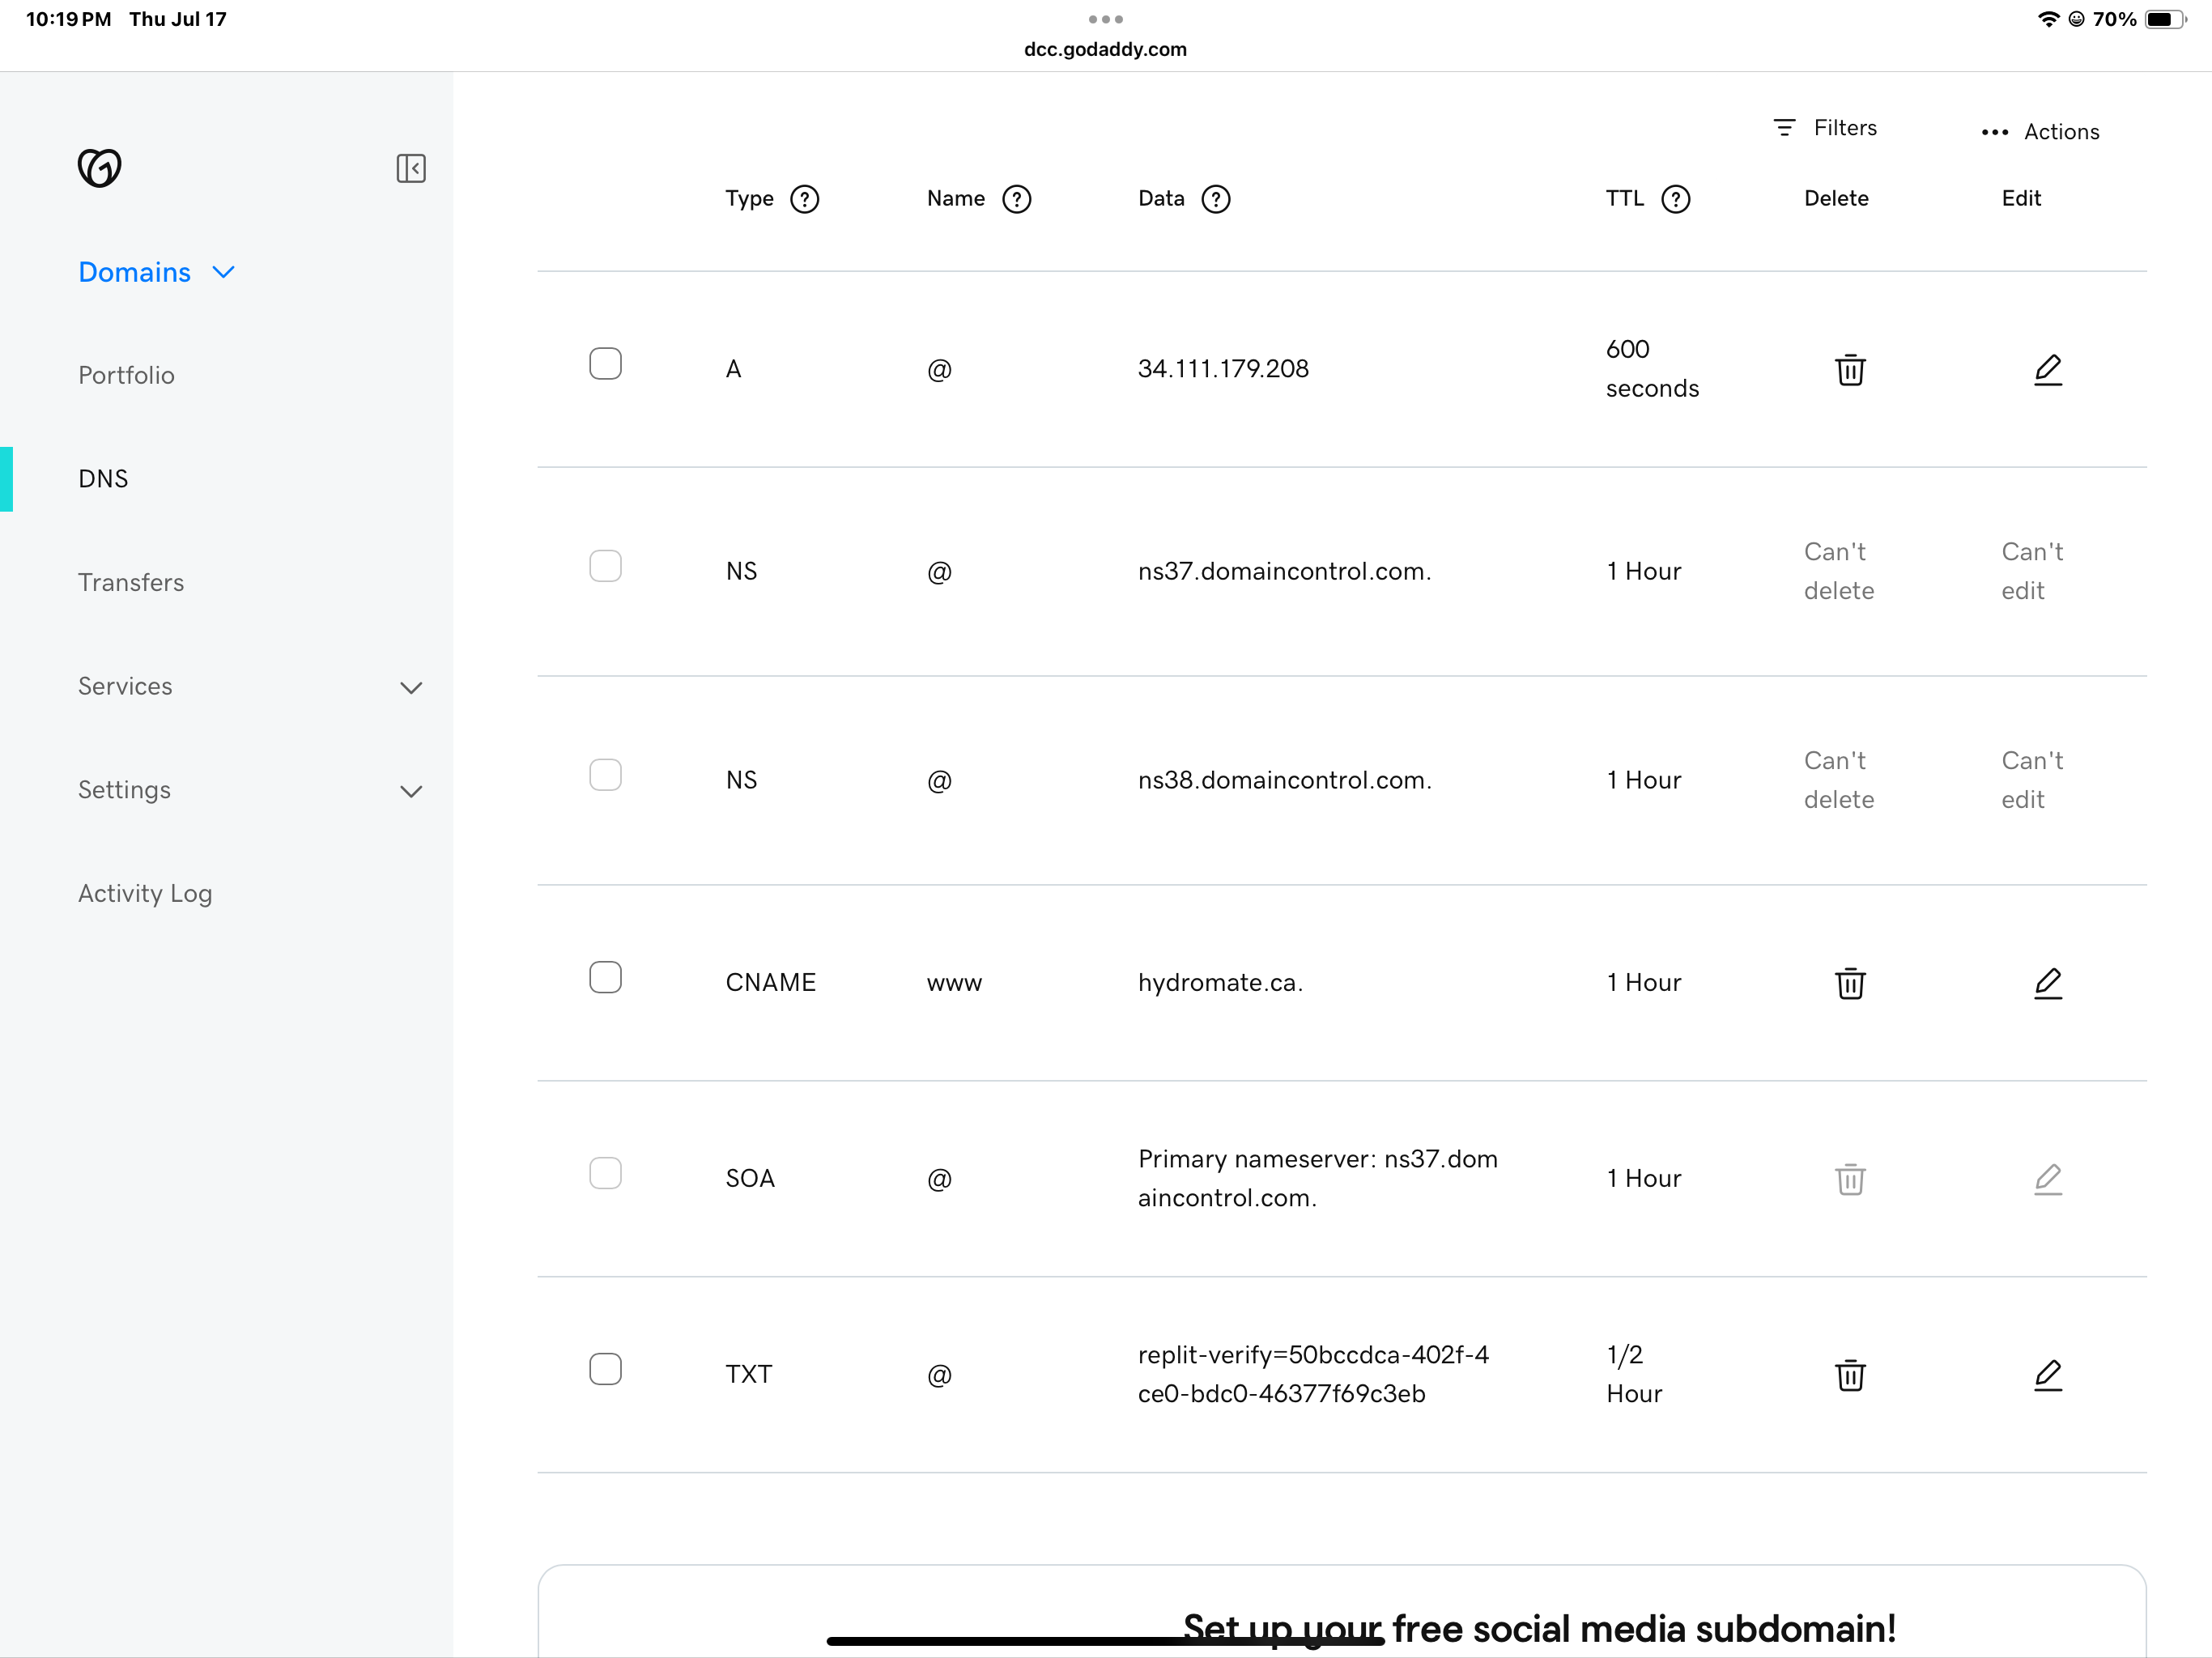 10:19 PM Thu Jul 17
70%
dcc.godaddy.com
Domains
Portfolio
DNS
Transfers
Services
Settings
Activity Log
Filters
Actions
Type ? Name ? Data ? TTL ? Delete Edit
A @ 34.111.179.208 600
seconds
NS @ ns37.domaincontrol.com. 1 Hour Can't
delete Can't
edit
NS @ ns38.domaincontrol.com. 1 Hour Can't
delete Can't
edit
CNAME www hydromate.ca. 1 Hour
SOA @ Primary nameserver: ns37.dom
aincontrol.com. 1 Hour
TXT @ replit-verify=50bccdca-402f-4
ce0-bdc0-46377f69c3eb 1/2
Hour
Set up your free social media subdomain!